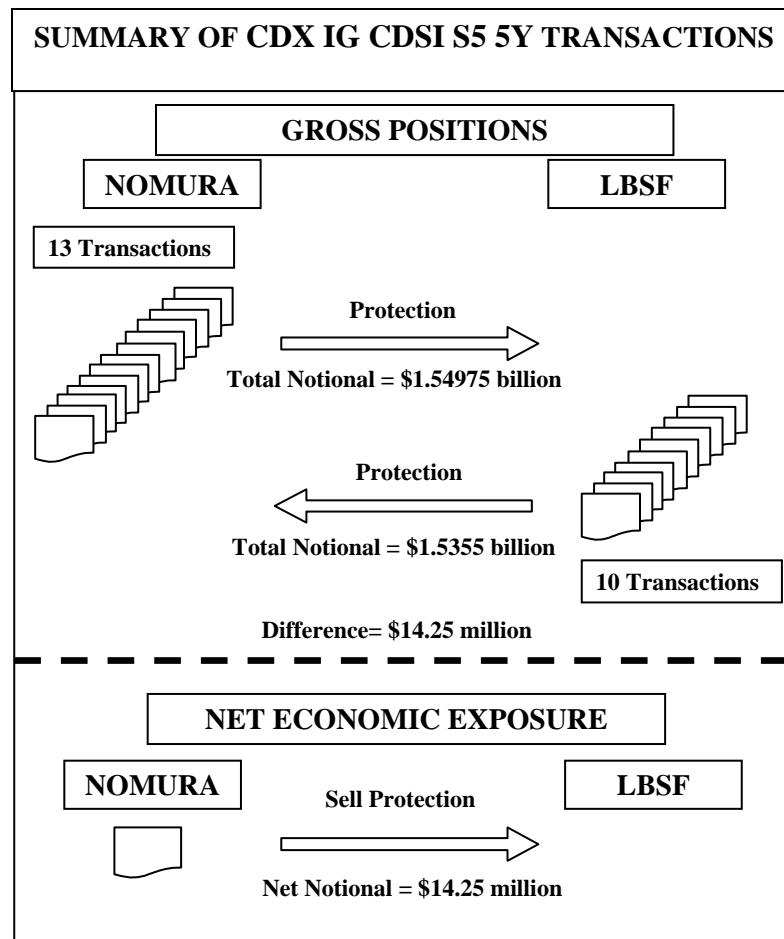 SUMMARY OF CDX IG CDSI S5 5Y TRANSACTIONS
GROSS POSITIONS
NOMURA
LBSF
13 Transactions
Protection
Total Notional = $1.54975 billion
Protection
Total Notional = $1.5355 billion
10 Transactions
Difference= $14.25 million
NET ECONOMIC EXPOSURE
NOMURA
LBSF
Sell Protection
Net Notional = $14.25 million